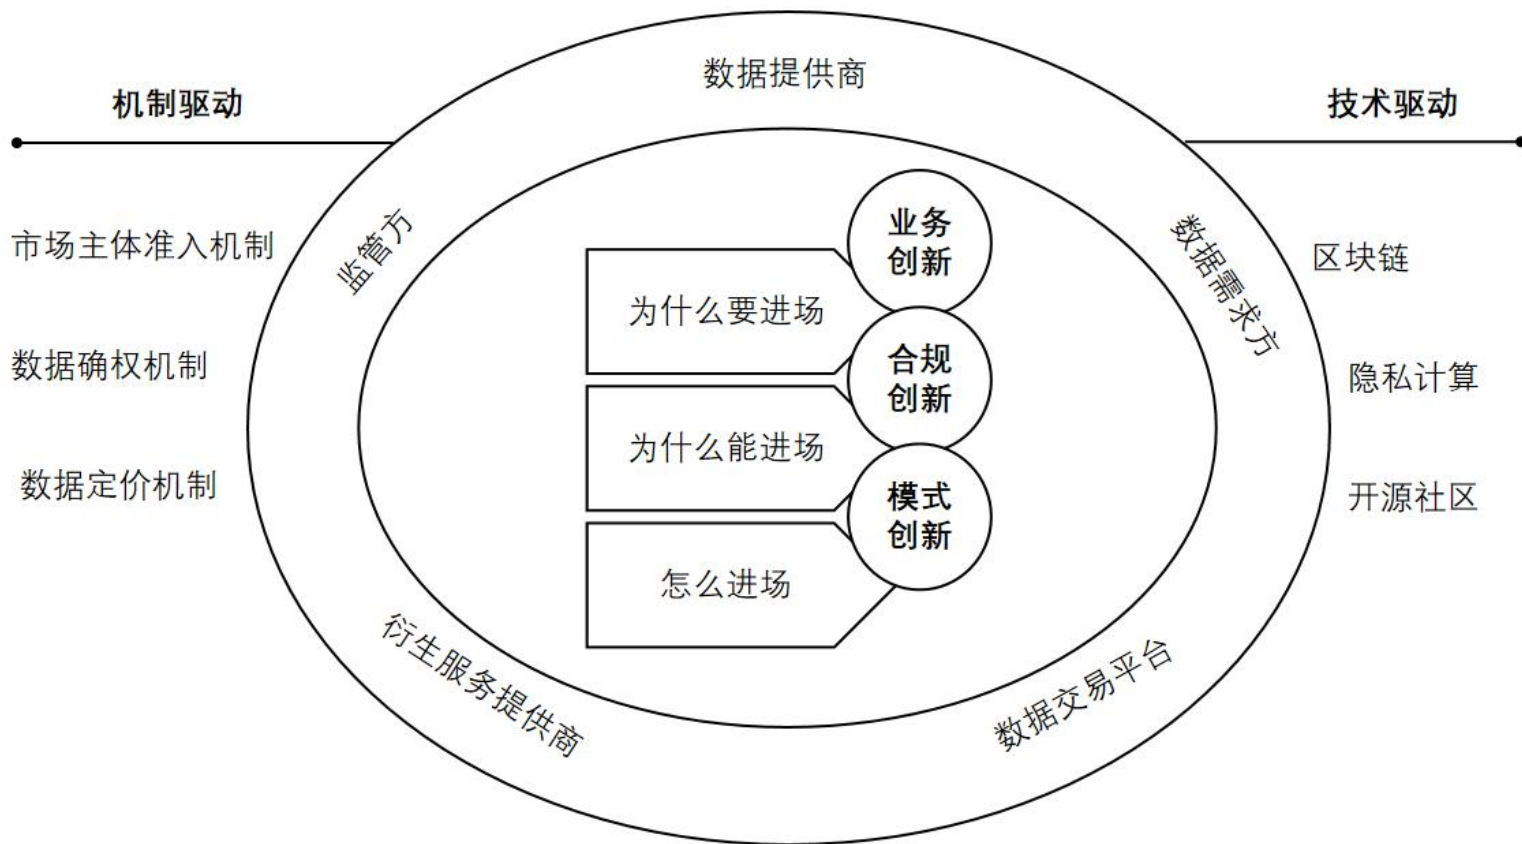 数据提供商
机制驱动
技术驱动
市场主体准入机制
数据确权机制
数据定价机制
监管方
数据需求方
衍生服务提供商
数据交易平台
业务
创新
为什么要进场
合规
创新
为什么能进场
模式
创新
怎么进场
区块链
隐私计算
开源社区